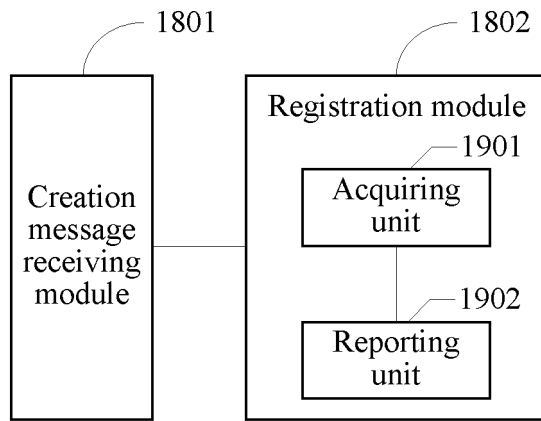 1801
1802
Creation
message
receiving
module
Registration module
1901
Acquiring
unit
1902
Reporting
unit